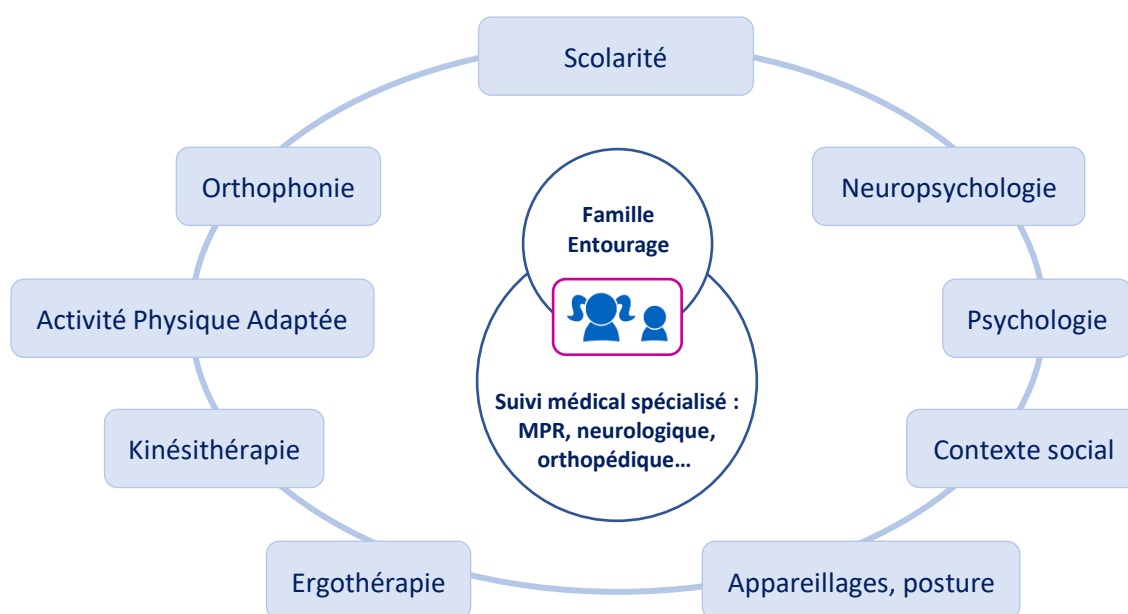 Scolarité
Orthophonie
Neuropsychologie
Famille
Entourage
Activité Physique Adaptée
Psychologie
Suivi médical spécialisé :
MPR, neurologique,
orthopédique…
Kinésithérapie
Contexte social
Ergothérapie
Appareillages, posture